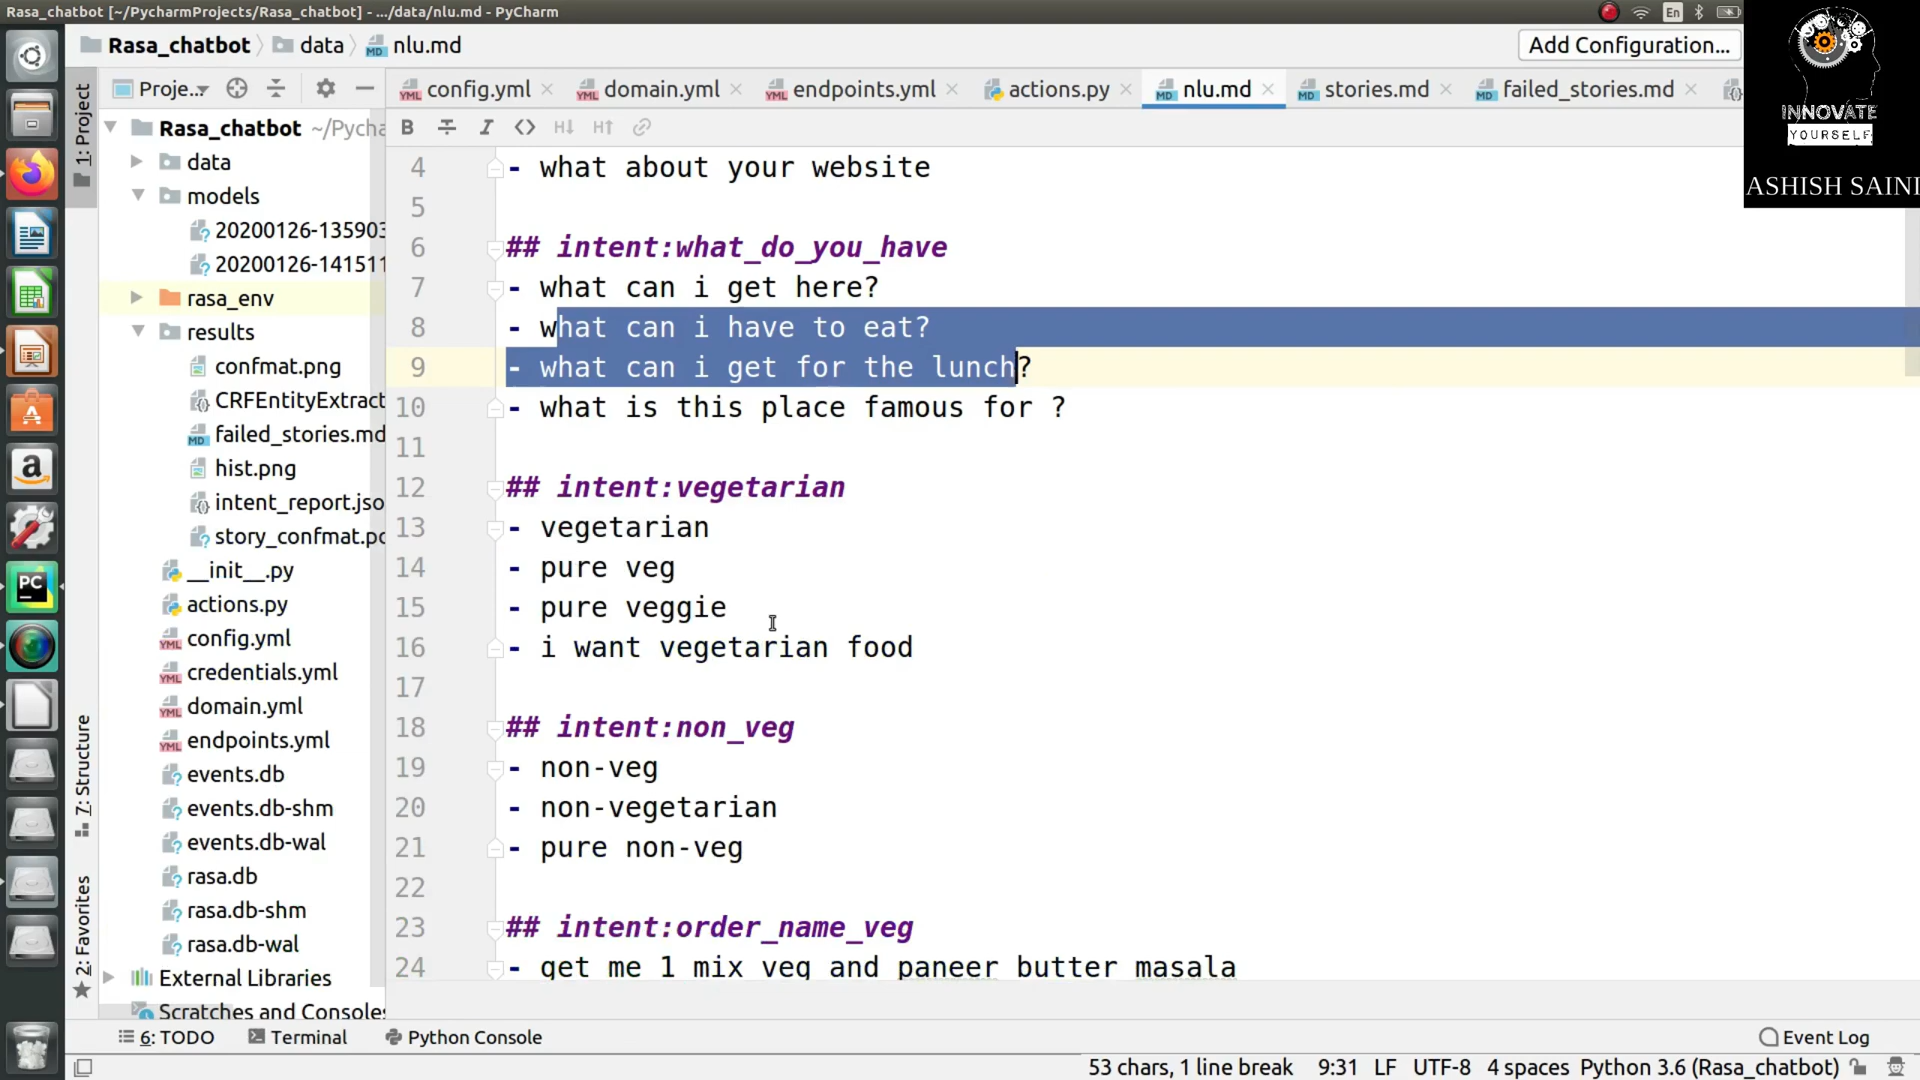 Rasa_chatbot [~/PycharmProjects/Rasa_chatbot] - .../data/nlu.md - PyCharm
En
Rasa_chatbot
data
nlu.md
Add Configuration...
INNOVATE
YOURSELF
ASHISH SAINI
Proje...
config.yml
domain.yml
endpoints.yml
actions.py
nlu.md
stories.md
failed_stories.md
1: Project
7: Structure
2: Favorites
Rasa_chatbot ~/Pycha
data
models
20200126-135903
20200126-141511
rasa_env
results
confmat.png
CRFEntityExtract
failed_stories.md
hist.png
intent_report.jso
story_confmat.pd
__init__.py
actions.py
config.yml
credentials.yml
domain.yml
endpoints.yml
events.db
events.db-shm
events.db-wal
rasa.db
rasa.db-shm
rasa.db-wal
External Libraries
Scratches and Consoles
4 - what about your website
5
6 ## intent:what_do_you_have
7 - what can i get here?
8 - what can i have to eat?
9 - what can i get for the lunch?
10 - what is this place famous for ?
11
12 ## intent:vegetarian
13 - vegetarian
14 - pure veg
15 - pure veggie
16 - i want vegetarian food
17
18 ## intent:non_veg
19 - non-veg
20 - non-vegetarian
21 - pure non-veg
22
23 ## intent:order_name_veg
24 - get me 1 mix veg and paneer butter masala
6: TODO
Terminal
Python Console
Event Log
53 chars, 1 line break 9:31 LF UTF-8 4 spaces Python 3.6 (Rasa_chatbot)